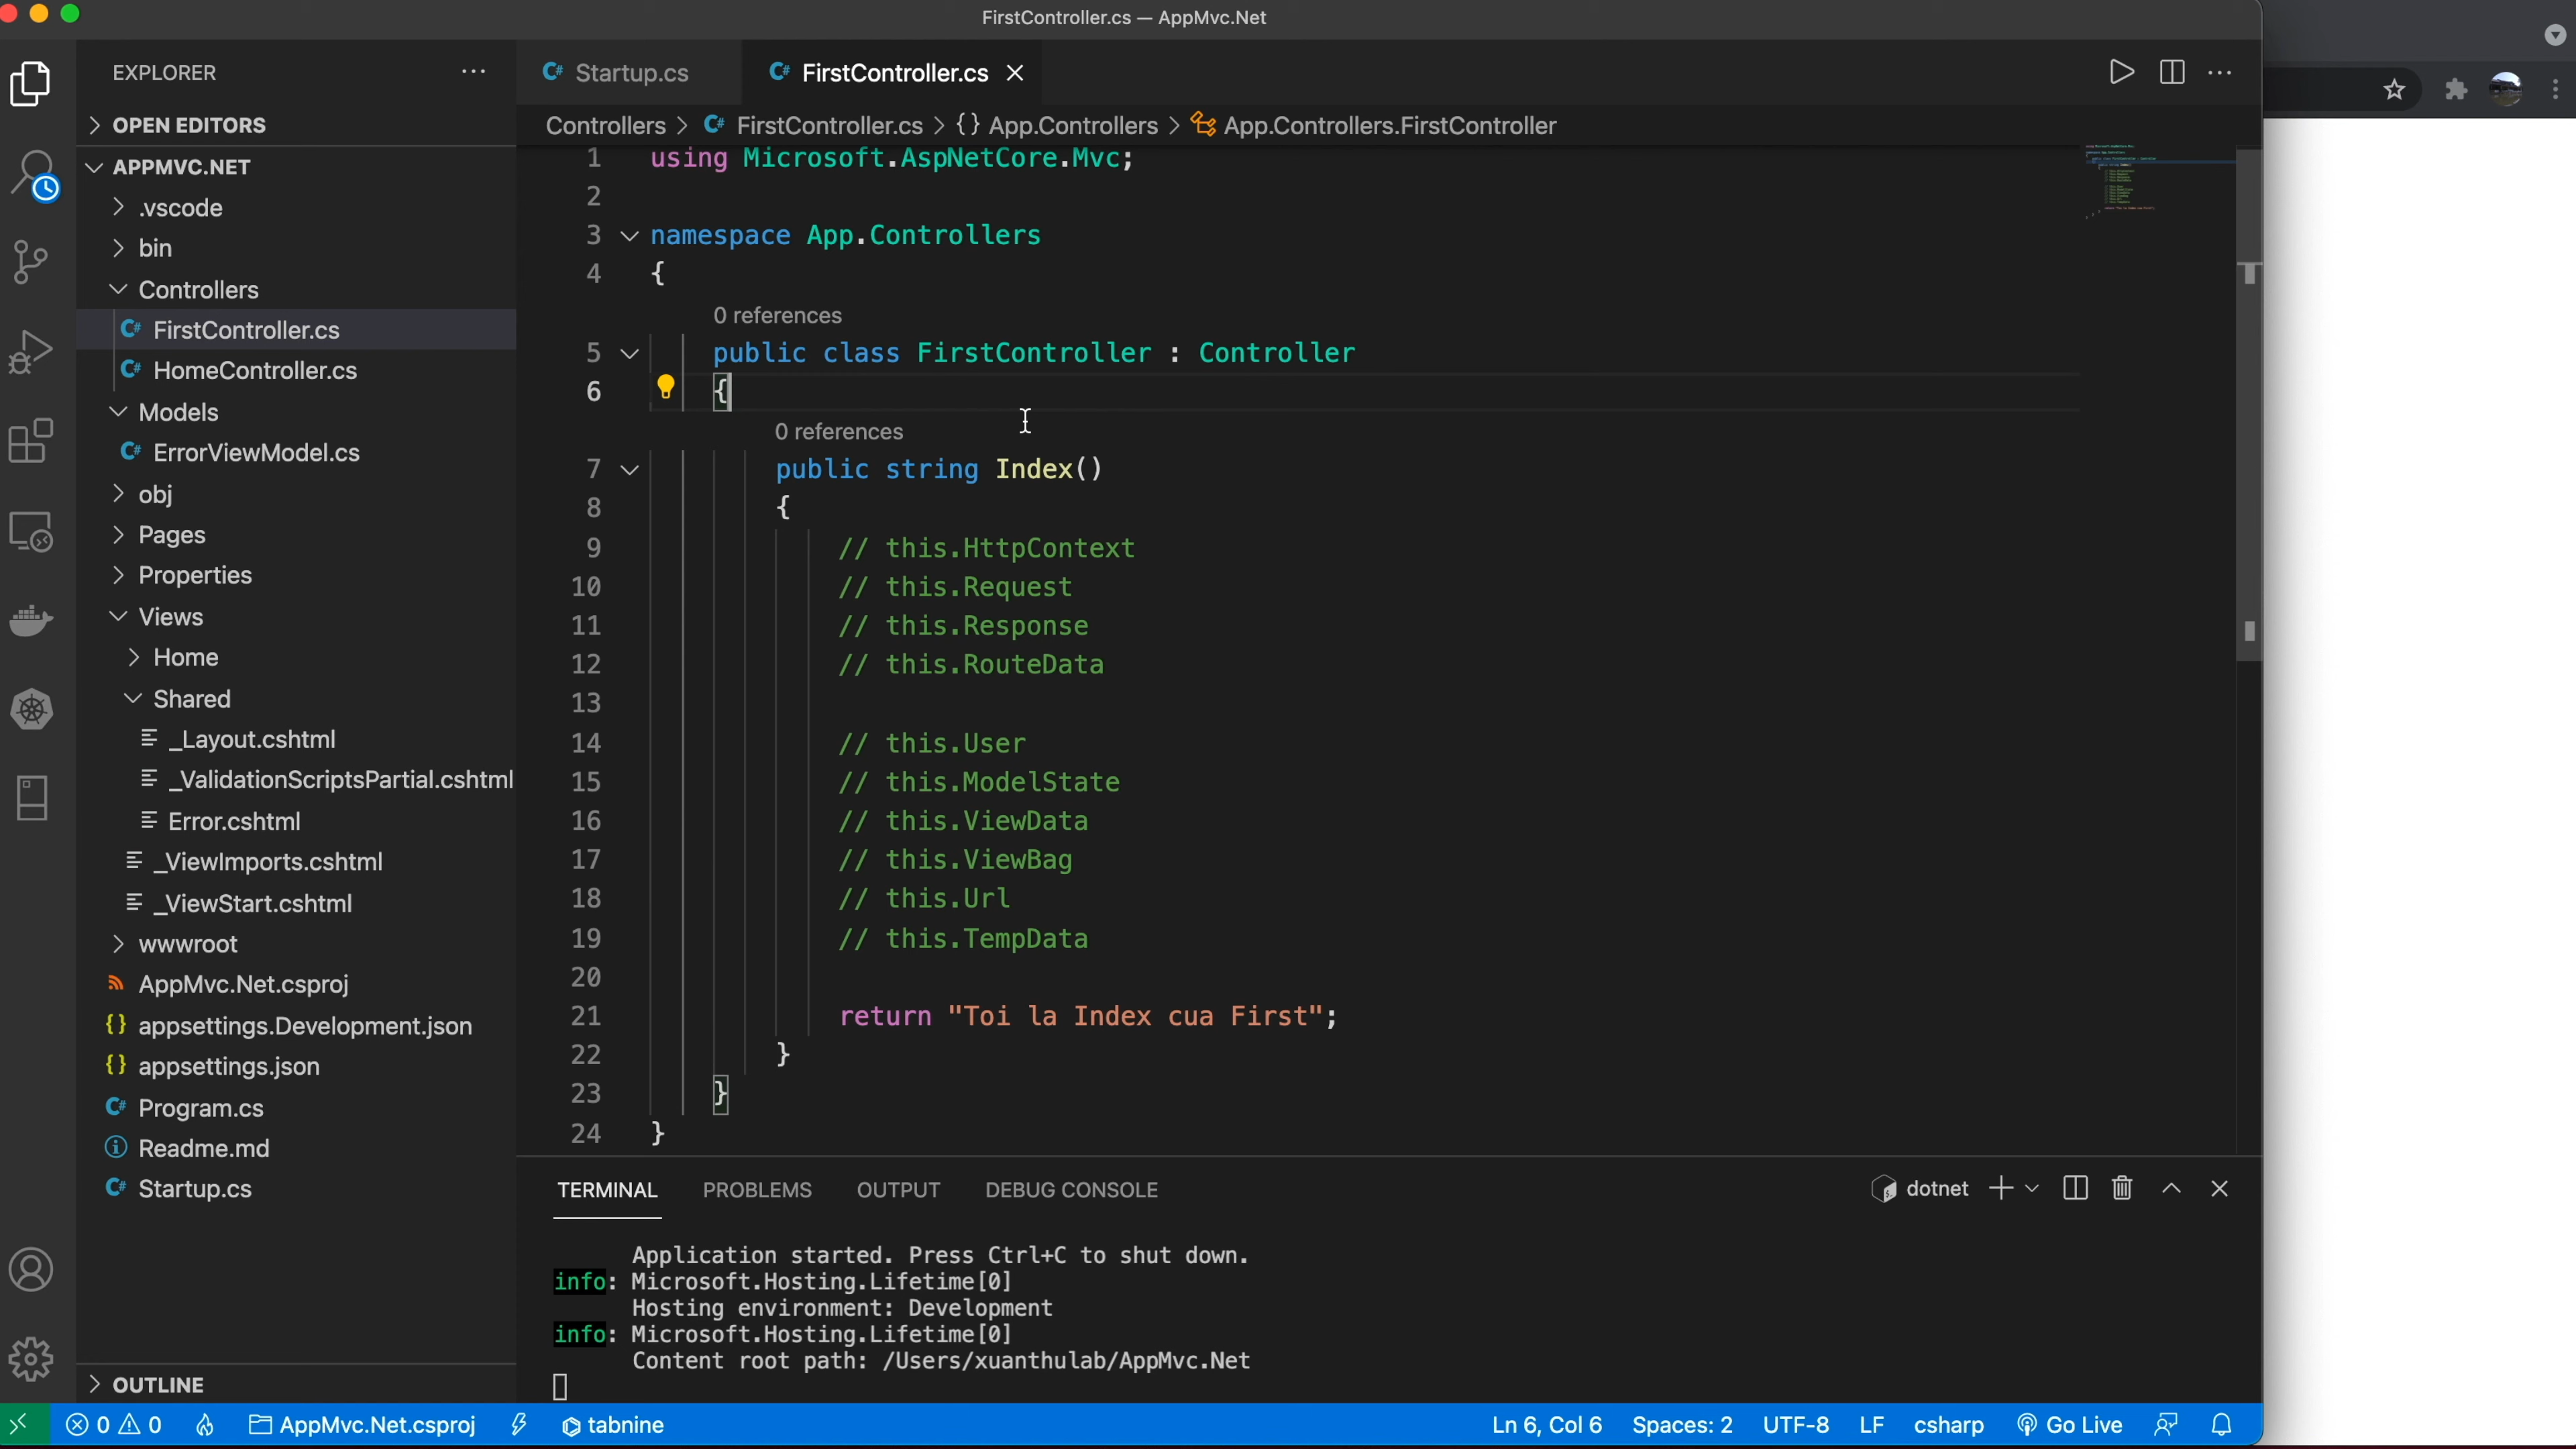 FirstController.cs — AppMvc.Net
EXPLORER
Startup.cs
FirstController.cs
OPEN EDITORS
Controllers > FirstController.cs > {} App.Controllers > App.Controllers.FirstController
APPMVC.NET
.vscode
bin
Controllers
FirstController.cs
HomeController.cs
Models
ErrorViewModel.cs
obj
Pages
Properties
Views
Home
Shared
_Layout.cshtml
_ValidationScriptsPartial.cshtml
Error.cshtml
_ViewImports.cshtml
_ViewStart.cshtml
wwwroot
AppMvc.Net.csproj
{} appsettings.Development.json
{} appsettings.json
Program.cs
Readme.md
Startup.cs
OUTLINE
1 using Microsoft.AspNetCore.Mvc;
2
3 namespace App.Controllers
4 {
0 references
5 public class FirstController : Controller
6 {
0 references
7 public string Index()
8 {
9 // this.HttpContext
10 // this.Request
11 // this.Response
12 // this.RouteData
13
14 // this.User
15 // this.ModelState
16 // this.ViewData
17 // this.ViewBag
18 // this.Url
19 // this.TempData
20
21 return "Toi la Index cua First";
22 }
23 }
24 }
TERMINAL PROBLEMS OUTPUT DEBUG CONSOLE
dotnet
Application started. Press Ctrl+C to shut down.
info: Microsoft.Hosting.Lifetime[0]
Hosting environment: Development
info: Microsoft.Hosting.Lifetime[0]
Content root path: /Users/xuanthulab/AppMvc.Net
0 0 AppMvc.Net.csproj tabnine
Ln 6, Col 6 Spaces: 2 UTF-8 LF csharp Go Live